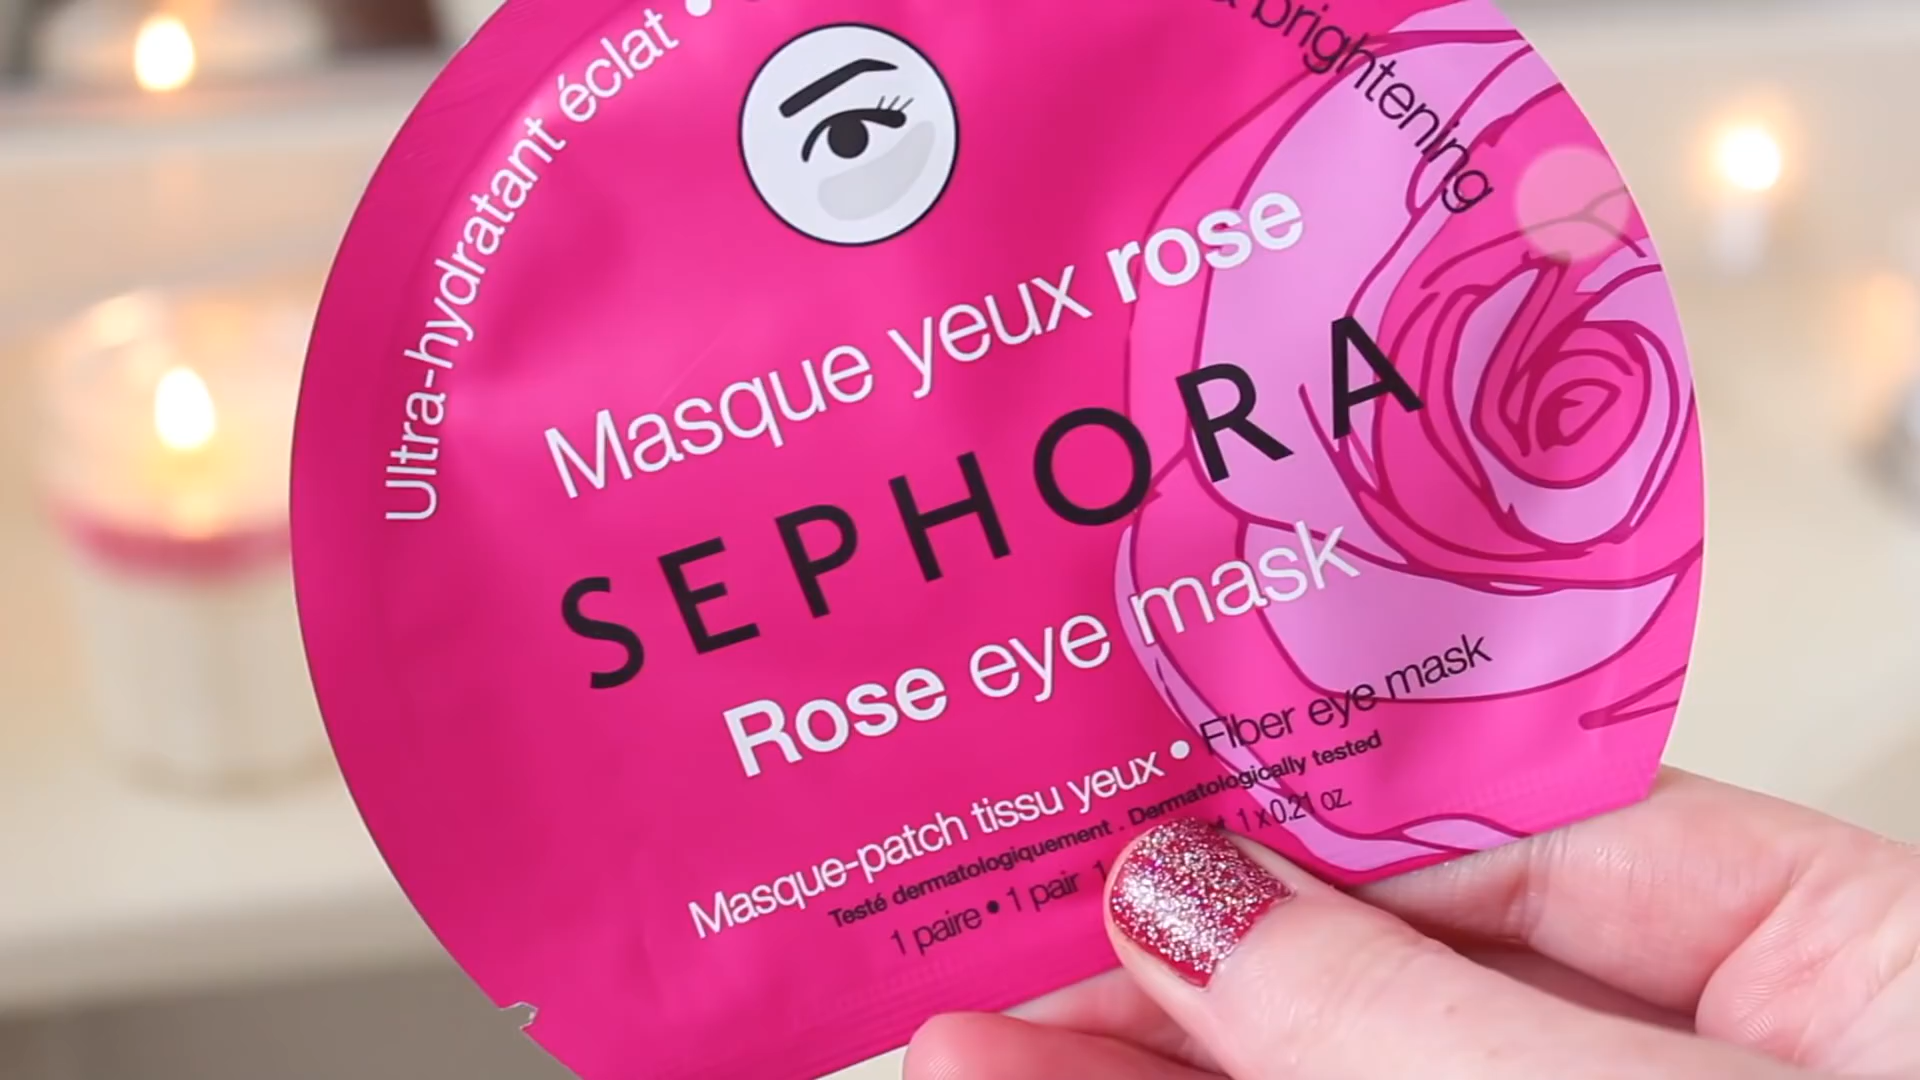 Ultra-hydratant éclat •
brightening
Masque yeux rose
SEPHORA
Rose eye mask
Masque-patch tissu yeux • Fiber eye mask
Testé dermatologiquement . Dermatologically tested
1 paire • 1 pair 1 x 0.21 oz.